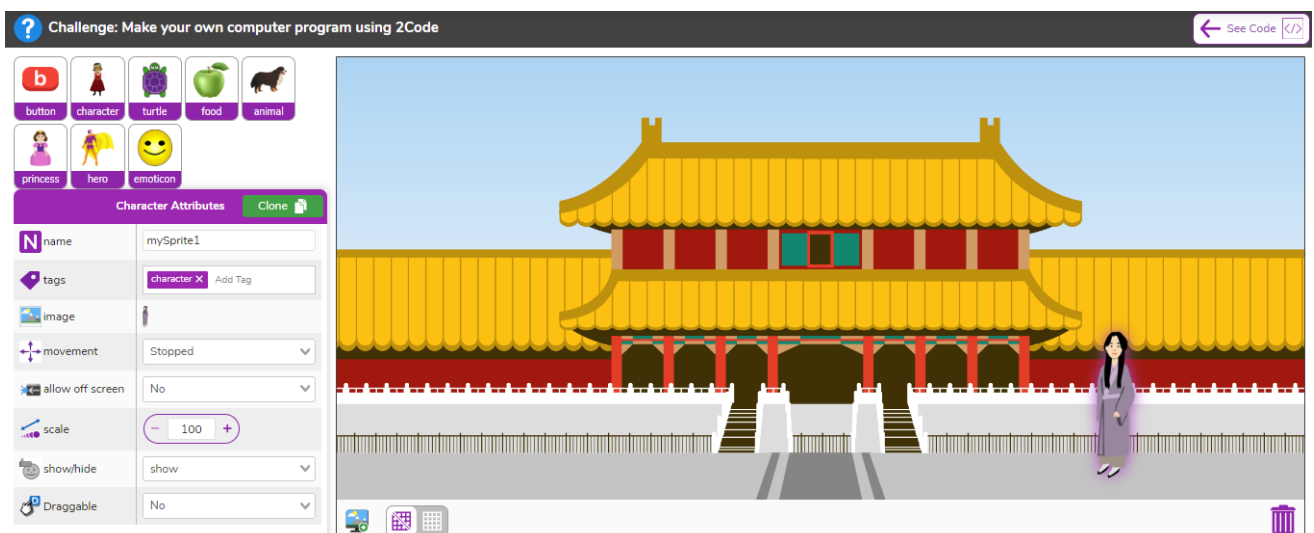 ? Challenge: Make your own computer program using 2Code
See Code </>
b
button character turtle food animal
princess hero emoticon
Character Attributes Clone
N name mySprite1
tags character X Add Tag
image
movement Stopped
allow off screen No
scale - 100 +
show/hide show
D Draggable No